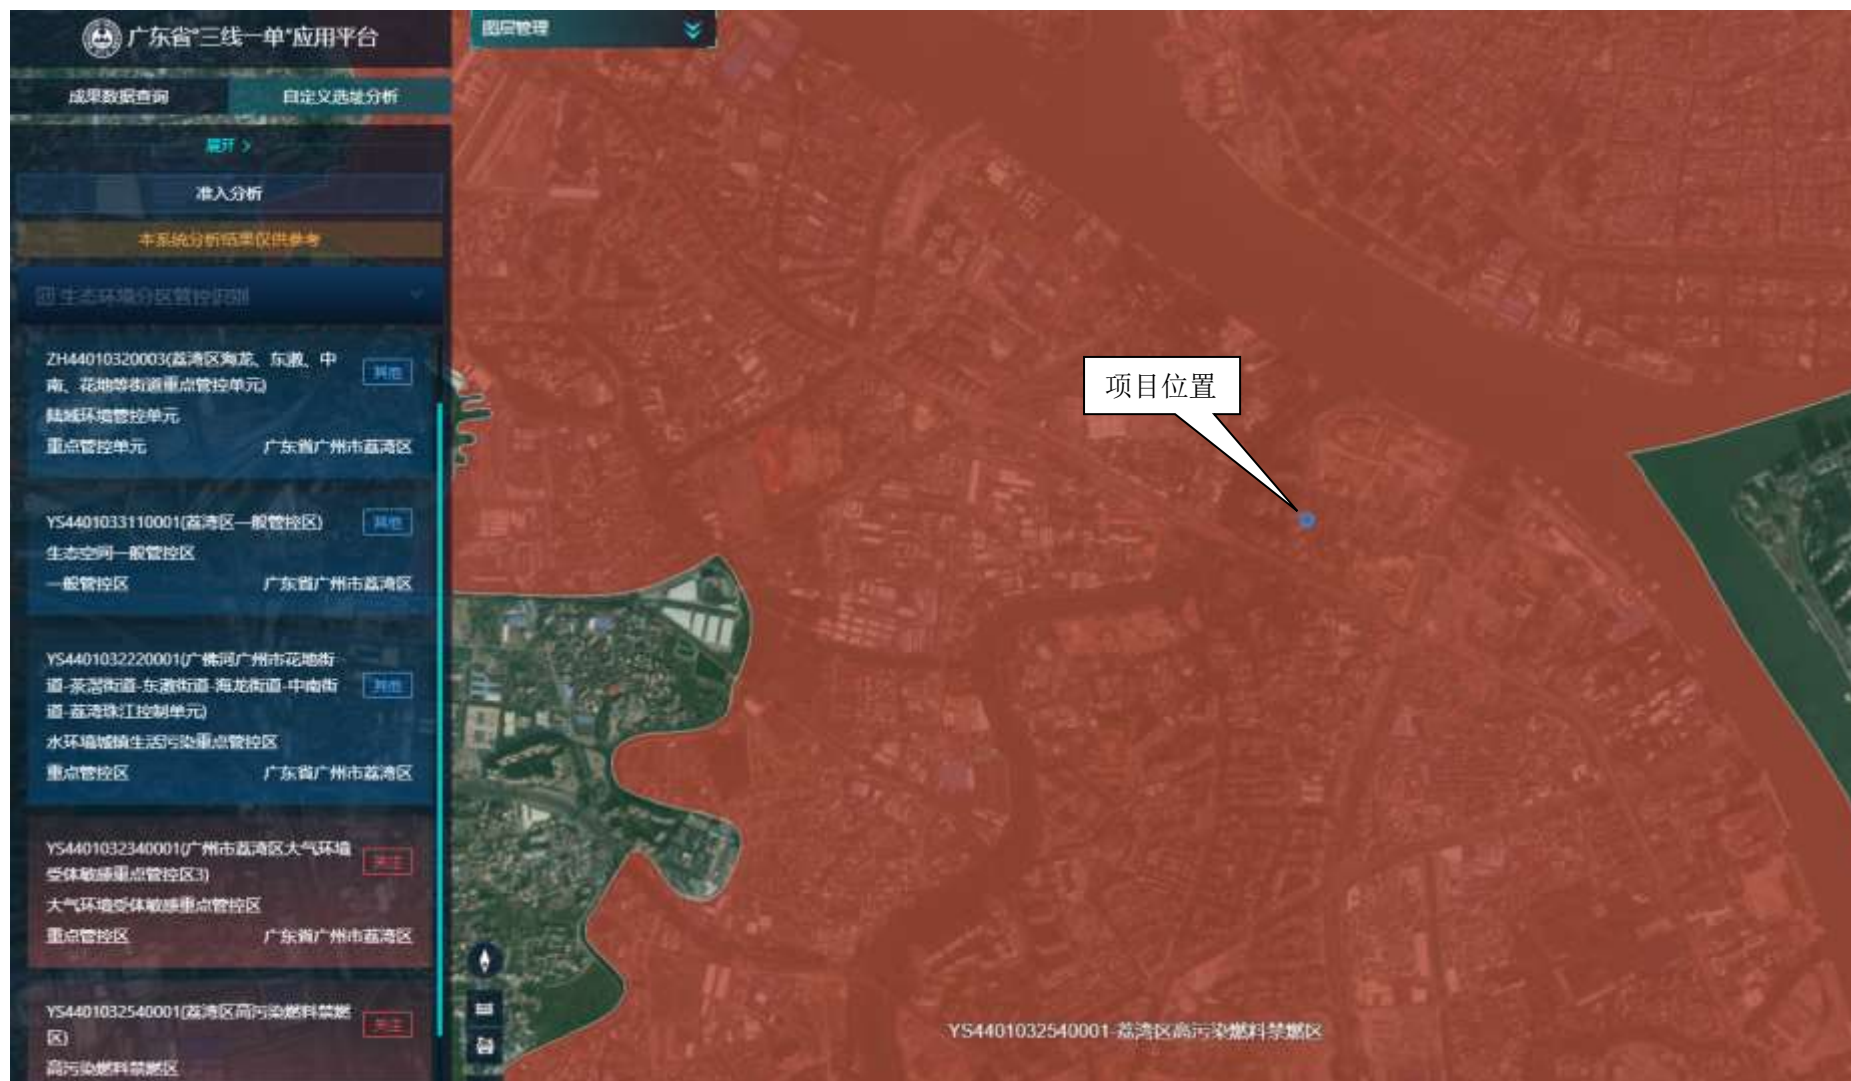 广东省“三线一单”应用平台
成果数据查询
自定义选址分析
展开 >
准入分析
本系统分析结果仅供参考
生态环境分区管控识别
ZH44010320003(荔湾区海龙、东漖、中
南、花地等街道重点管控单元)
其他
陆域环境管控单元
重点管控单元
广东省广州市荔湾区
YS4401033110001(荔湾区一般管控区)
其他
生态空间一般管控区
一般管控区
广东省广州市荔湾区
YS4401032220001(广佛河广州市花地街
道-茶滘街道-东漖街道-海龙街道-中南街
道-荔湾珠江控制单元)
其他
水环境城镇生活污染重点管控区
重点管控区
广东省广州市荔湾区
YS4401032340001(广州市荔湾区大气环境
受体敏感重点管控区3)
关注
大气环境受体敏感重点管控区
重点管控区
广东省广州市荔湾区
YS4401032540001(荔湾区高污染燃料禁燃
区)
关注
高污染燃料禁燃区
图层管理
项目位置
YS4401032540001-荔湾区高污染燃料禁燃区